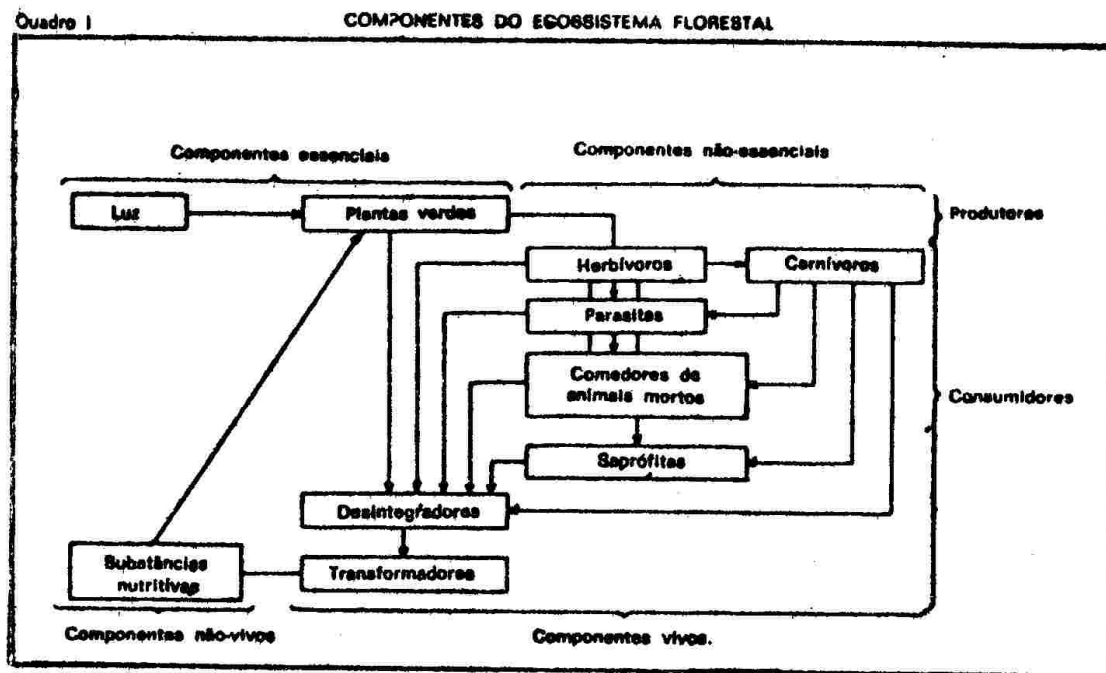 Quadro I
COMPONENTES DO ECOSSISTEMA FLORESTAL
Componentes essenciais
Componentes não-essenciais
Luz
Plantas verdes
Produtores
Herbívoros
Carnívoros
Parasitas
Comedores de
animais mortos
Consumidores
Saprófitas
Desintegradores
Substâncias
nutritivas
Transformadores
Componentes não-vivos
Componentes vivos.